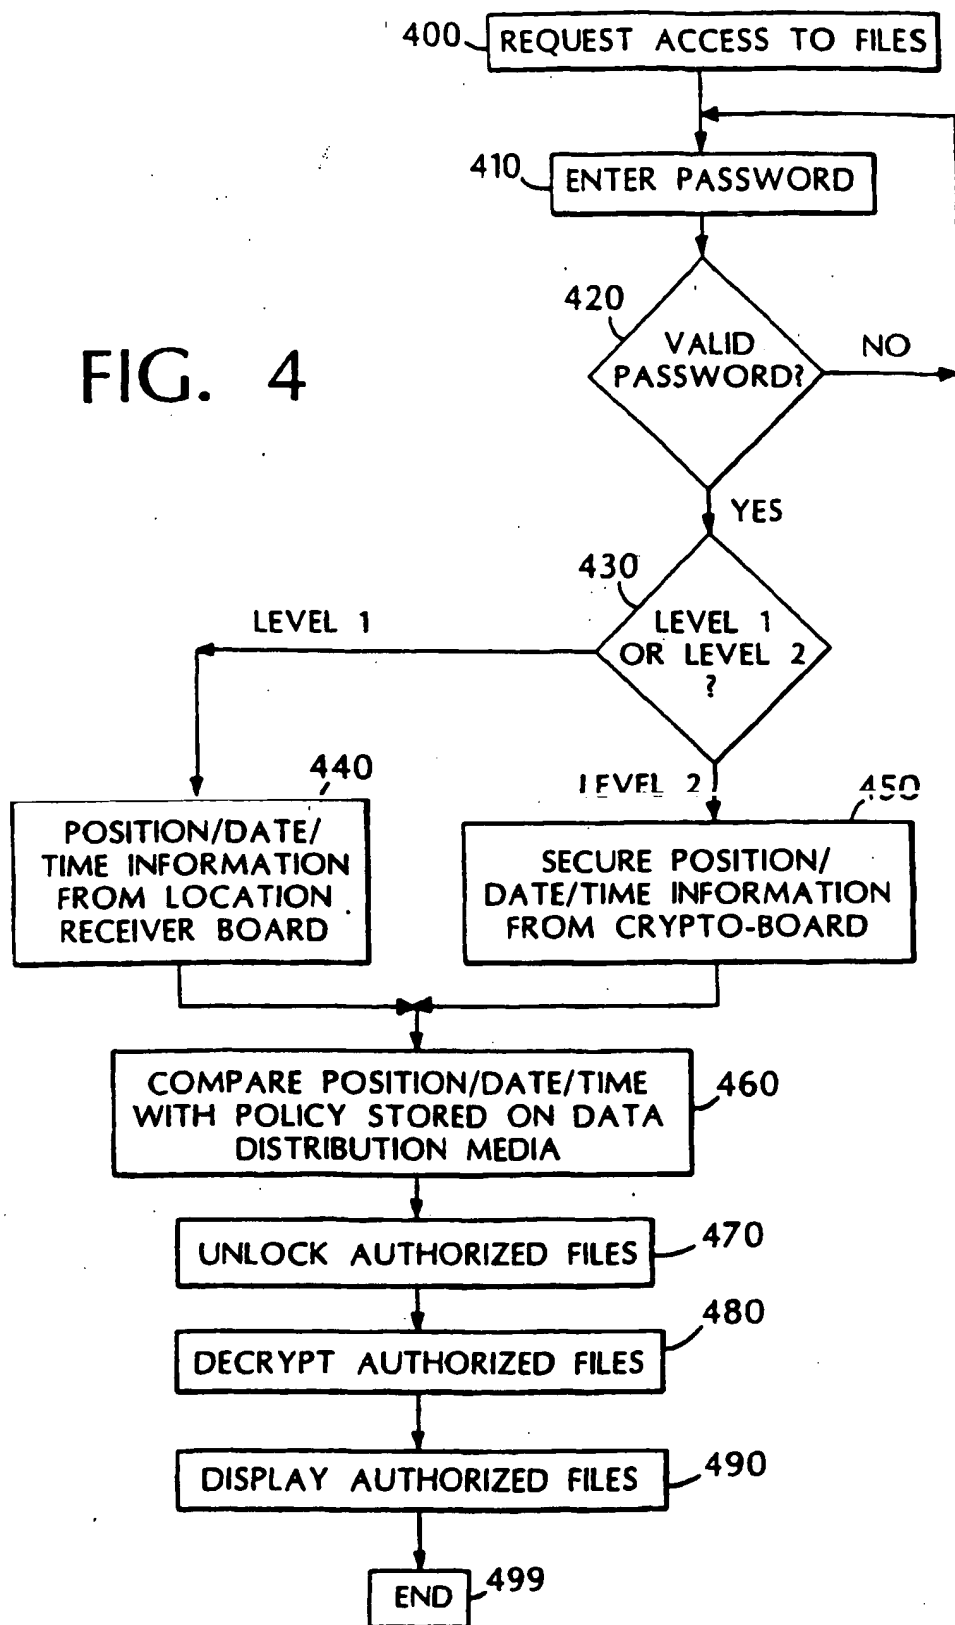 400
REQUEST ACCESS TO FILES
410
ENTER PASSWORD
420
VALID
PASSWORD?
NO
FIG. 4
YES
430
LEVEL 1
LEVEL 1
OR LEVEL 2
?
440
LEVEL 2
450
POSITION/DATE/
TIME INFORMATION
FROM LOCATION
RECEIVER BOARD
SECURE POSITION/
DATE/TIME INFORMATION
FROM CRYPTO-BOARD
COMPARE POSITION/DATE/TIME
WITH POLICY STORED ON DATA
DISTRIBUTION MEDIA
460
UNLOCK AUTHORIZED FILES
470
DECRYPT AUTHORIZED FILES
480
DISPLAY AUTHORIZED FILES
490
END
499